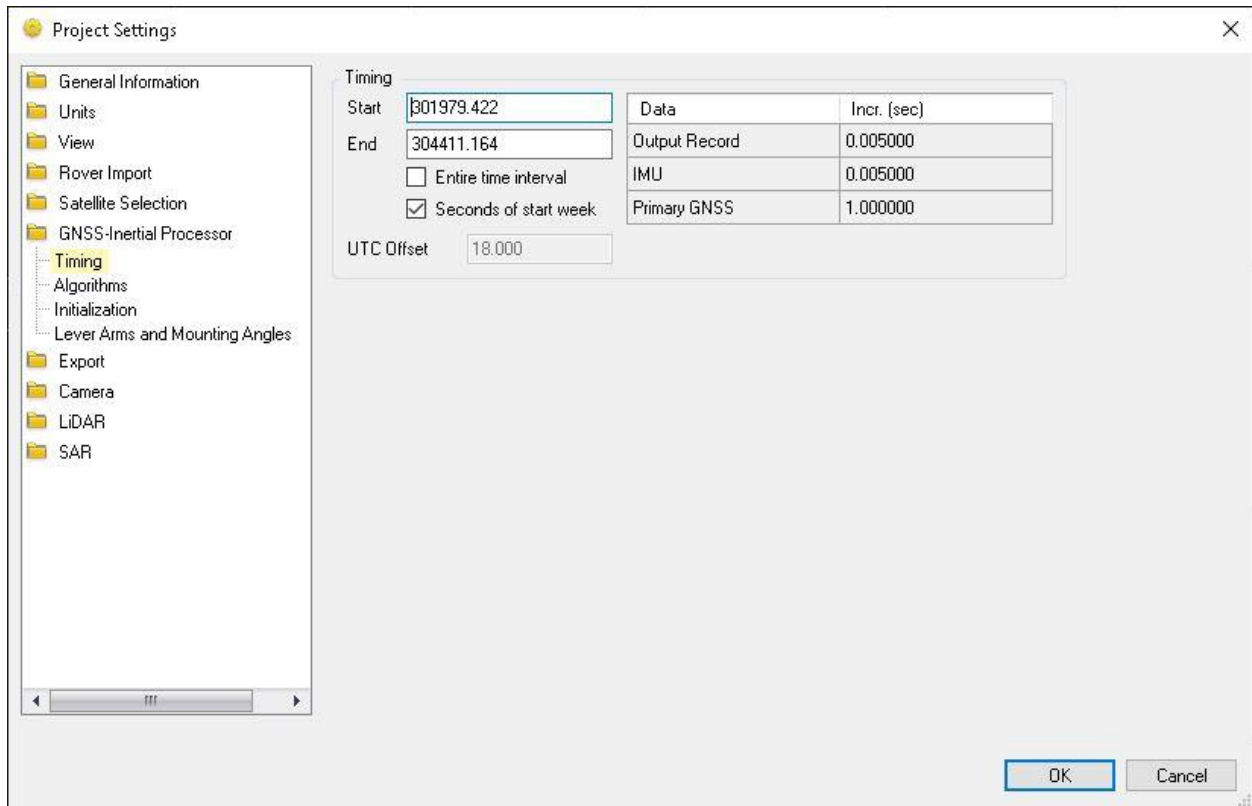 Project Settings
General Information
Units
View
Rover Import
Satellite Selection
GNSS-Inertial Processor
Timing
Algorithms
Initialization
Lever Arms and Mounting Angles
Export
Camera
LiDAR
SAR
Timing
Start 301979.422
End 304411.164
Entire time interval
Seconds of start week
UTC Offset 18.000
Data Incr. (sec)
Output Record 0.005000
IMU 0.005000
Primary GNSS 1.000000
OK Cancel